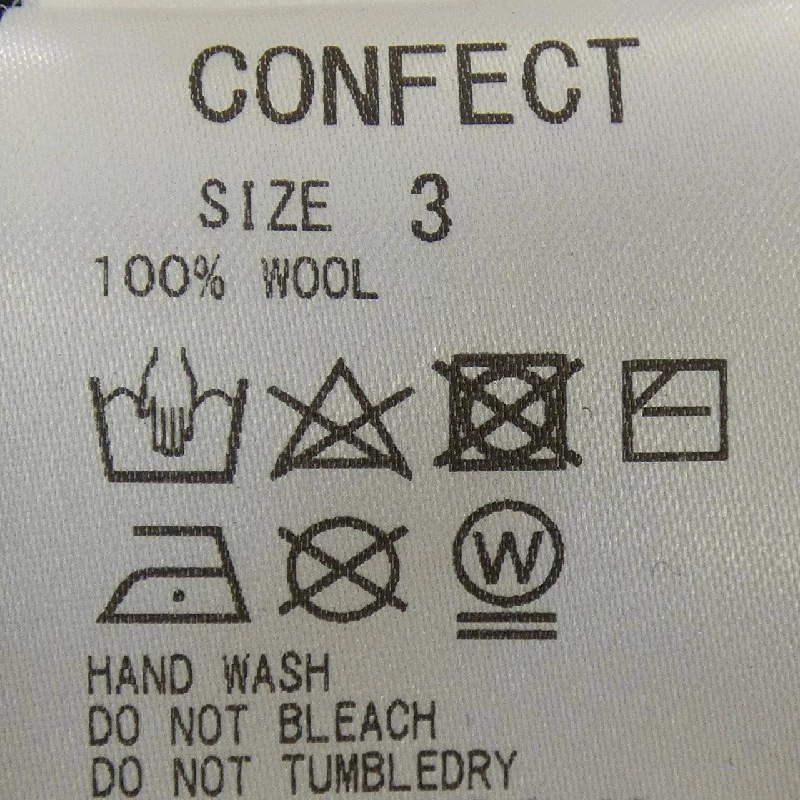 CONFECT
SIZE 3
100% WOOL
W
HAND WASH
DO NOT BLEACH
DO NOT TUMBLEDRY